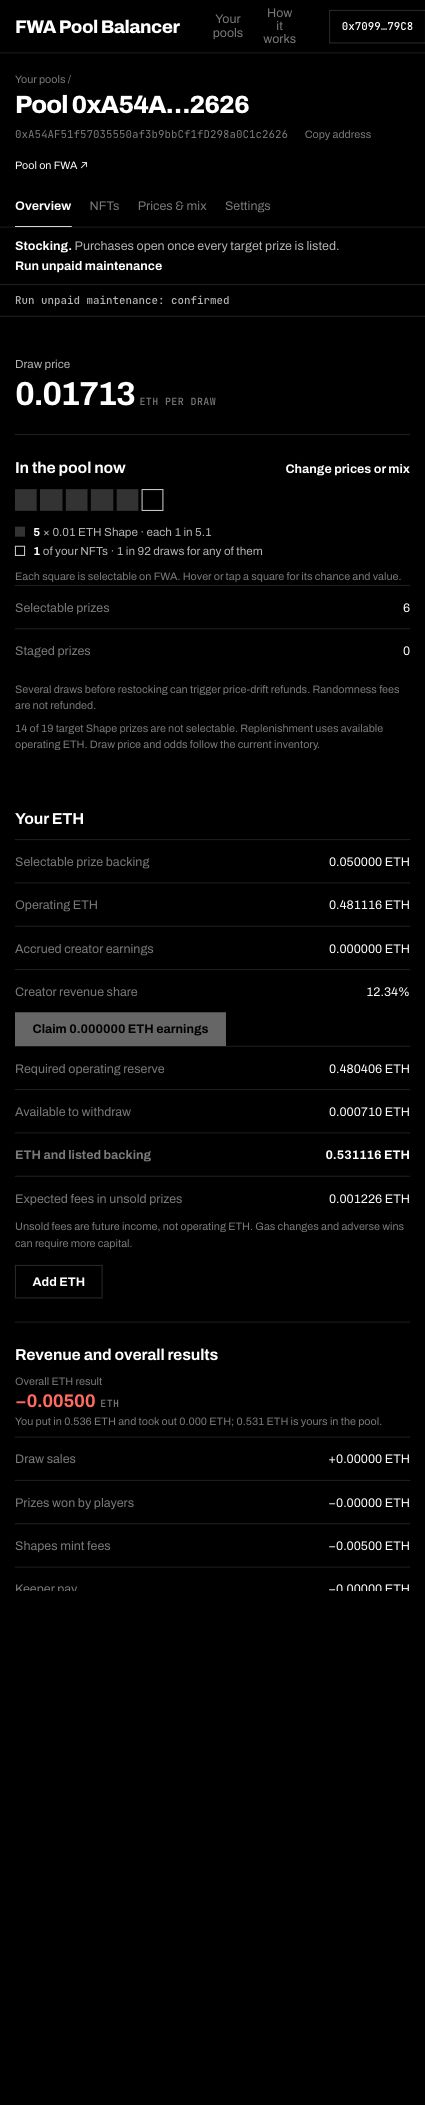 FWA Pool Balancer
Your
pools
How
it
works
0x7099…79C8
Your pools /
Pool 0xA54A…2626
0xA54AF51f57035550af3b9bbCf1fD298a0C1c2626 Copy address
Pool on FWA ↗
Overview NFTs Prices & mix Settings
Stocking. Purchases open once every target prize is listed.
Run unpaid maintenance
Run unpaid maintenance: confirmed
Draw price
0.01713 ETH PER DRAW
In the pool now Change prices or mix
5 × 0.01 ETH Shape · each 1 in 5.1
1 of your NFTs · 1 in 92 draws for any of them
Each square is selectable on FWA. Hover or tap a square for its chance and value.
Selectable prizes 6
Staged prizes 0
Several draws before restocking can trigger price-drift refunds. Randomness fees
are not refunded.
14 of 19 target Shape prizes are not selectable. Replenishment uses available
operating ETH. Draw price and odds follow the current inventory.
Your ETH
Selectable prize backing 0.050000 ETH
Operating ETH 0.481116 ETH
Accrued creator earnings 0.000000 ETH
Creator revenue share 12.34%
Claim 0.000000 ETH earnings
Required operating reserve 0.480406 ETH
Available to withdraw 0.000710 ETH
ETH and listed backing 0.531116 ETH
Expected fees in unsold prizes 0.001226 ETH
Unsold fees are future income, not operating ETH. Gas changes and adverse wins
can require more capital.
Add ETH
Revenue and overall results
Overall ETH result
−0.00500 ETH
You put in 0.536 ETH and took out 0.000 ETH; 0.531 ETH is yours in the pool.
Draw sales +0.00000 ETH
Prizes won by players −0.00000 ETH
Shapes mint fees −0.00500 ETH
Keeper pay −0.00000 ETH